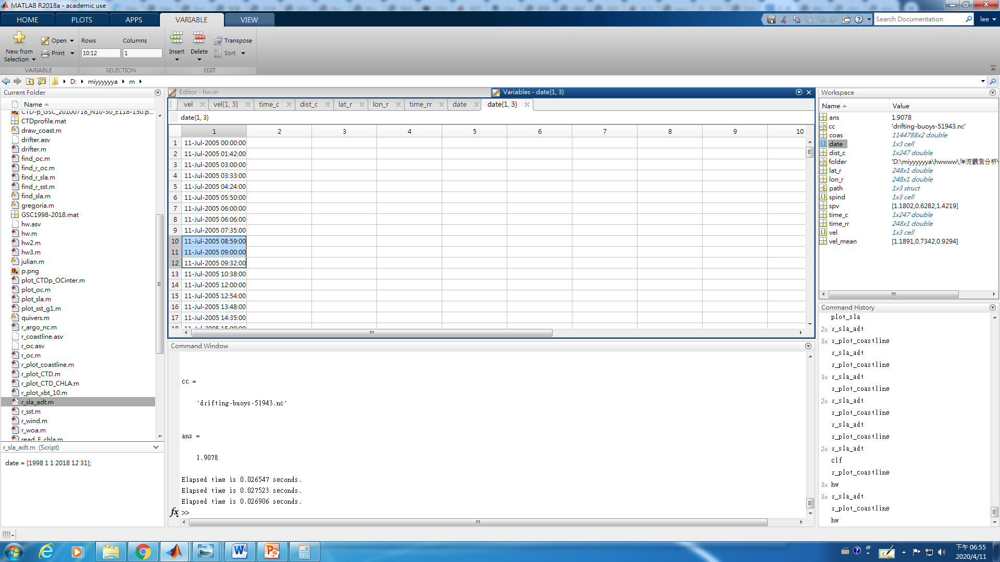 MATLAB R2018a - academic use
HOME
PLOTS
APPS
VARIABLE
VIEW
Search Documentation
lee
New from
Selection
Open
Print
Rows
Columns
10:12
1
Insert
Delete
Transpose
Sort
VARIABLE
SELECTION
EDIT
D:
miyyyyyya
m
Current Folder
Name
CTD-p_GSC_20100718_N10-30_E118-150.p...
CTDprofile.mat
draw_coast.m
drifter.asv
drifter.m
find_oc.m
find_r_oc.m
find_r_sla.m
find_r_sst.m
find_sla.m
gregoria.m
GSC1998-2018.mat
hw.asv
hw.m
hw2.m
hw3.m
julian.m
p.png
plot_CTDp_OCinter.m
plot_oc.m
plot_sla.m
plot_sst_g1.m
quivers.m
r_argo_nc.m
r_coastline.asv
r_oc.asv
r_oc.m
r_plot_coastline.m
r_plot_CTD.m
r_plot_CTD_CHLA.m
r_plot_xbt_10.m
r_sla_adt.m
r_sst.m
r_wind.m
r_woa.m
read_F_chla.m
r_sla_adt.m (Script)
date = [1998 1 1 2018 12 31];
Editor - hw.m
Variables - date{1, 3}
vel
vel{1, 3}
time_c
dist_c
lat_r
lon_r
time_rr
date
date{1, 3}
date{1, 3}
1 2 3 4 5 6 7 8 9 10
1 11-Jul-2005 00:00:00
2 11-Jul-2005 01:42:00
3 11-Jul-2005 03:00:00
4 11-Jul-2005 03:33:00
5 11-Jul-2005 04:24:00
6 11-Jul-2005 05:50:00
7 11-Jul-2005 06:00:00
8 11-Jul-2005 06:06:00
9 11-Jul-2005 07:35:00
10 11-Jul-2005 08:59:00
11 11-Jul-2005 09:00:00
12 11-Jul-2005 09:32:00
13 11-Jul-2005 10:38:00
14 11-Jul-2005 12:00:00
15 11-Jul-2005 12:54:00
16 11-Jul-2005 13:48:00
17 11-Jul-2005 14:35:00
18 11-Jul-2005 15:00:00
Command Window
cc =
'drifting-buoys-51943.nc'
ans =
1.9078
Elapsed time is 0.026547 seconds.
Elapsed time is 0.027523 seconds.
Elapsed time is 0.026906 seconds.
fx >>
Workspace
Name Value
ans 1.9078
cc 'drifting-buoys-51943.nc'
coas 1144788x2 double
date 1x3 cell
dist_c 1x247 double
folder 'D:\miyyyyyya\hwwww\洋流觀測分析\
lat_r 248x1 double
lon_r 248x1 double
path 1x3 struct
spind 1x3 cell
spv [1.1802,0.6282,1.4219]
time_c 1x247 double
time_rr 248x1 double
vel 1x3 cell
vel_mean [1.1891,0.7342,0.9294]
Command History
plot_sla
2x r_sla_adt
3x r_plot_coastline
r_sla_adt
r_plot_coastline
3x r_sla_adt
r_plot_coastline
2x r_sla_adt
r_plot_coastline
r_sla_adt
r_plot_coastline
2x r_sla_adt
clf
r_plot_coastline
3x hw
3x r_sla_adt
r_plot_coastline
hw
下午 06:55
2020/4/11